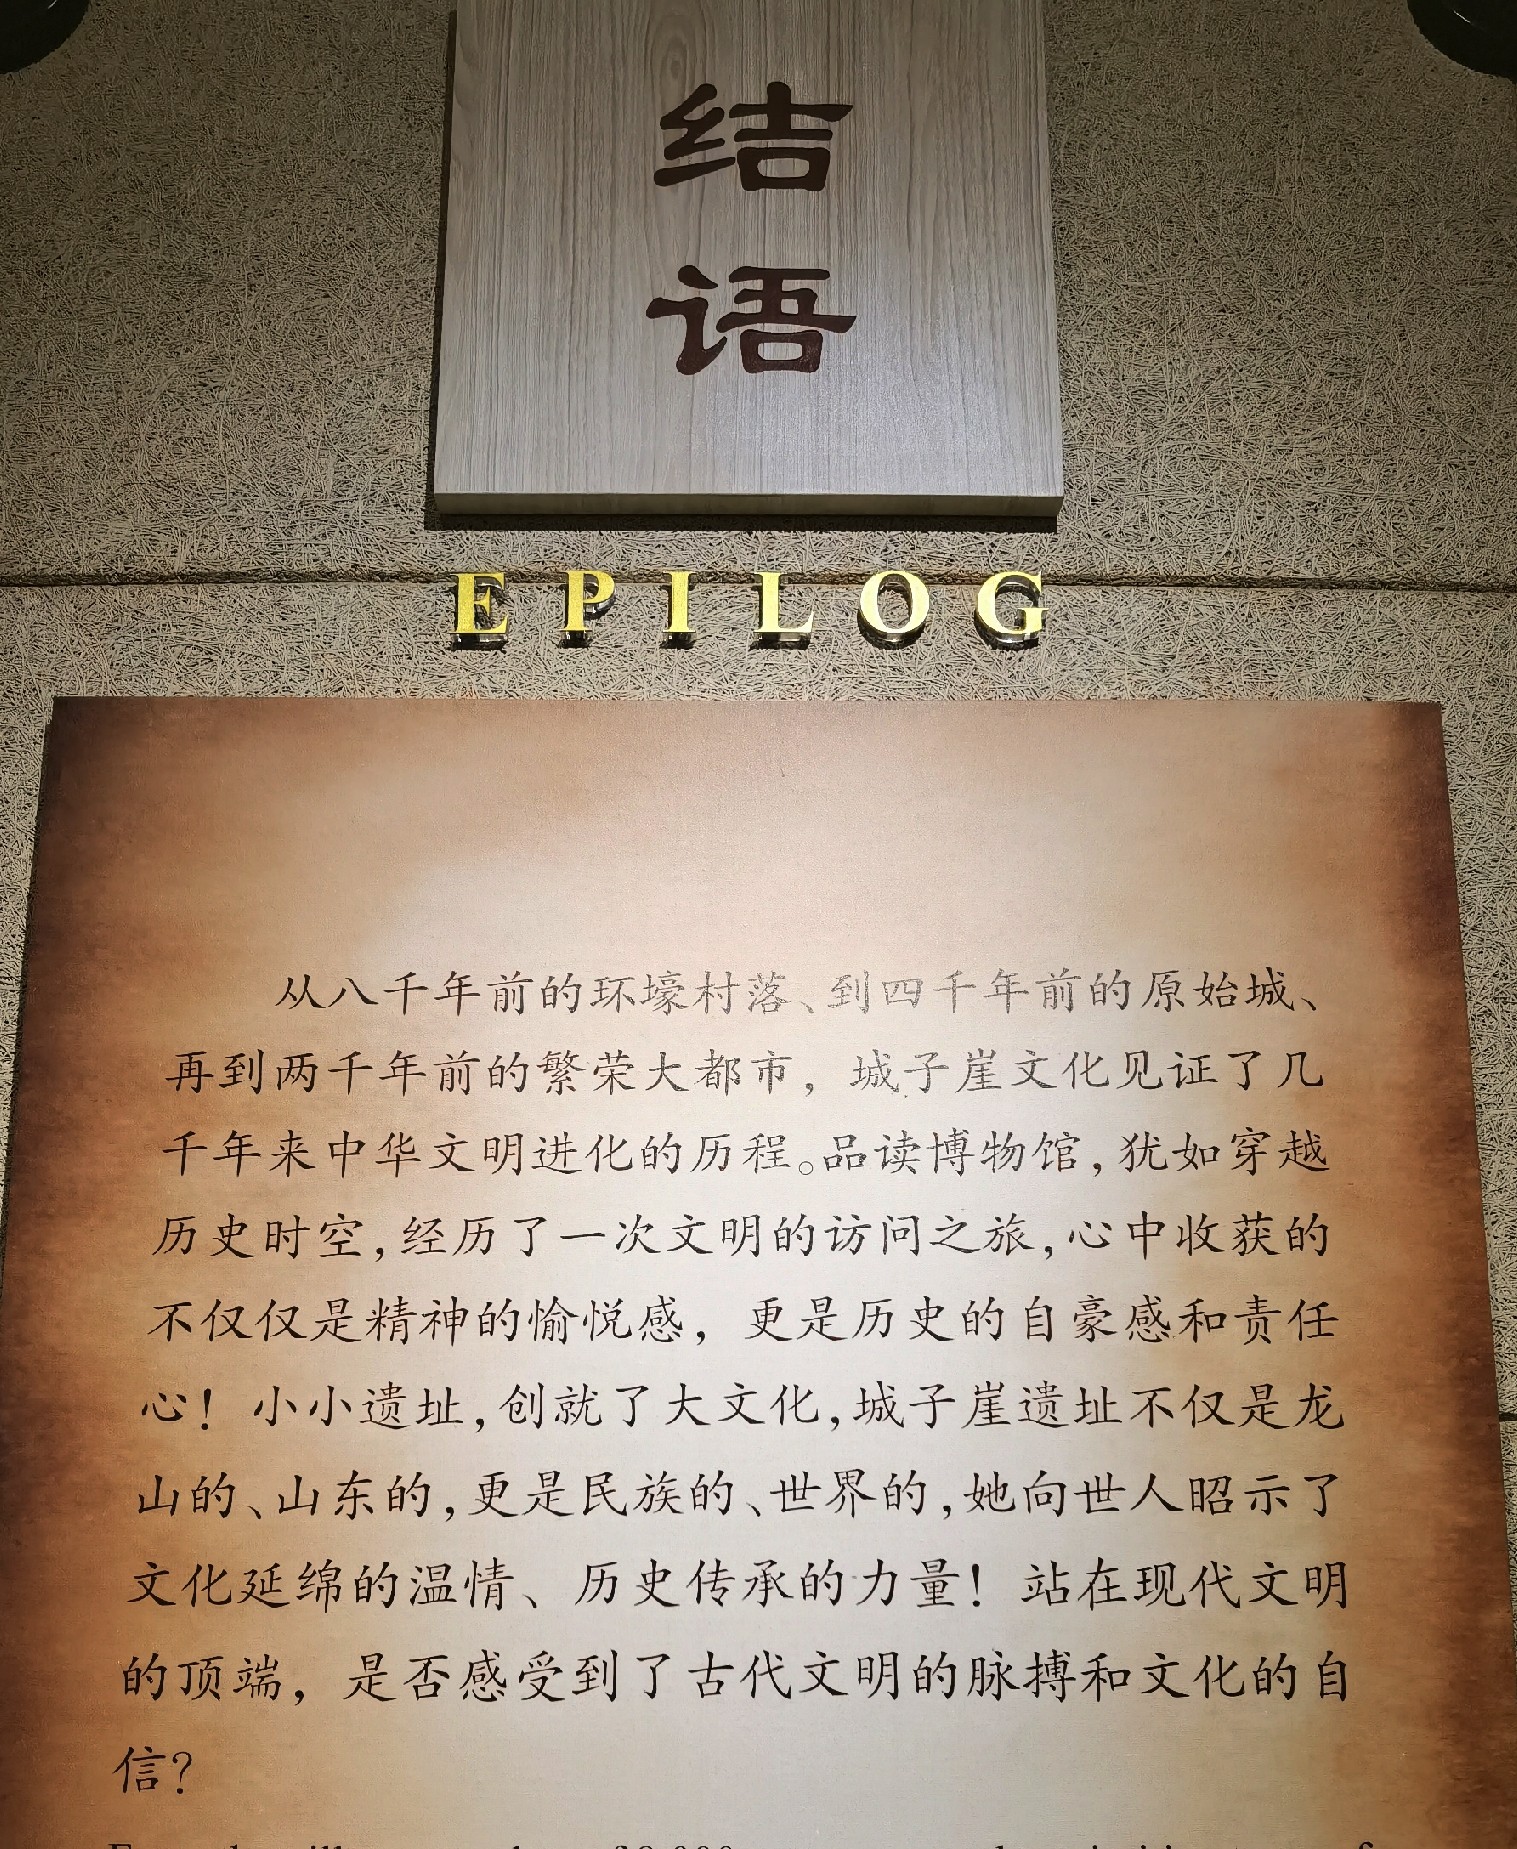 结
语
EPILOG
从八千年前的环壕村落、到四千年前的原始城、
再到两千年前的繁荣大都市，城子崖文化见证了几
千年来中华文明进化的历程。品读博物馆，犹如穿越
历史时空，经历了一次文明的访问之旅，心中收获的
不仅仅是精神的愉悦感，更是历史的自豪感和责任
心！小小遗址，创就了大文化，城子崖遗址不仅是龙
山的、山东的，更是民族的、世界的，她向世人昭示了
文化延绵的温情、历史传承的力量！站在现代文明
的顶端，是否感受到了古代文明的脉搏和文化的自
信？